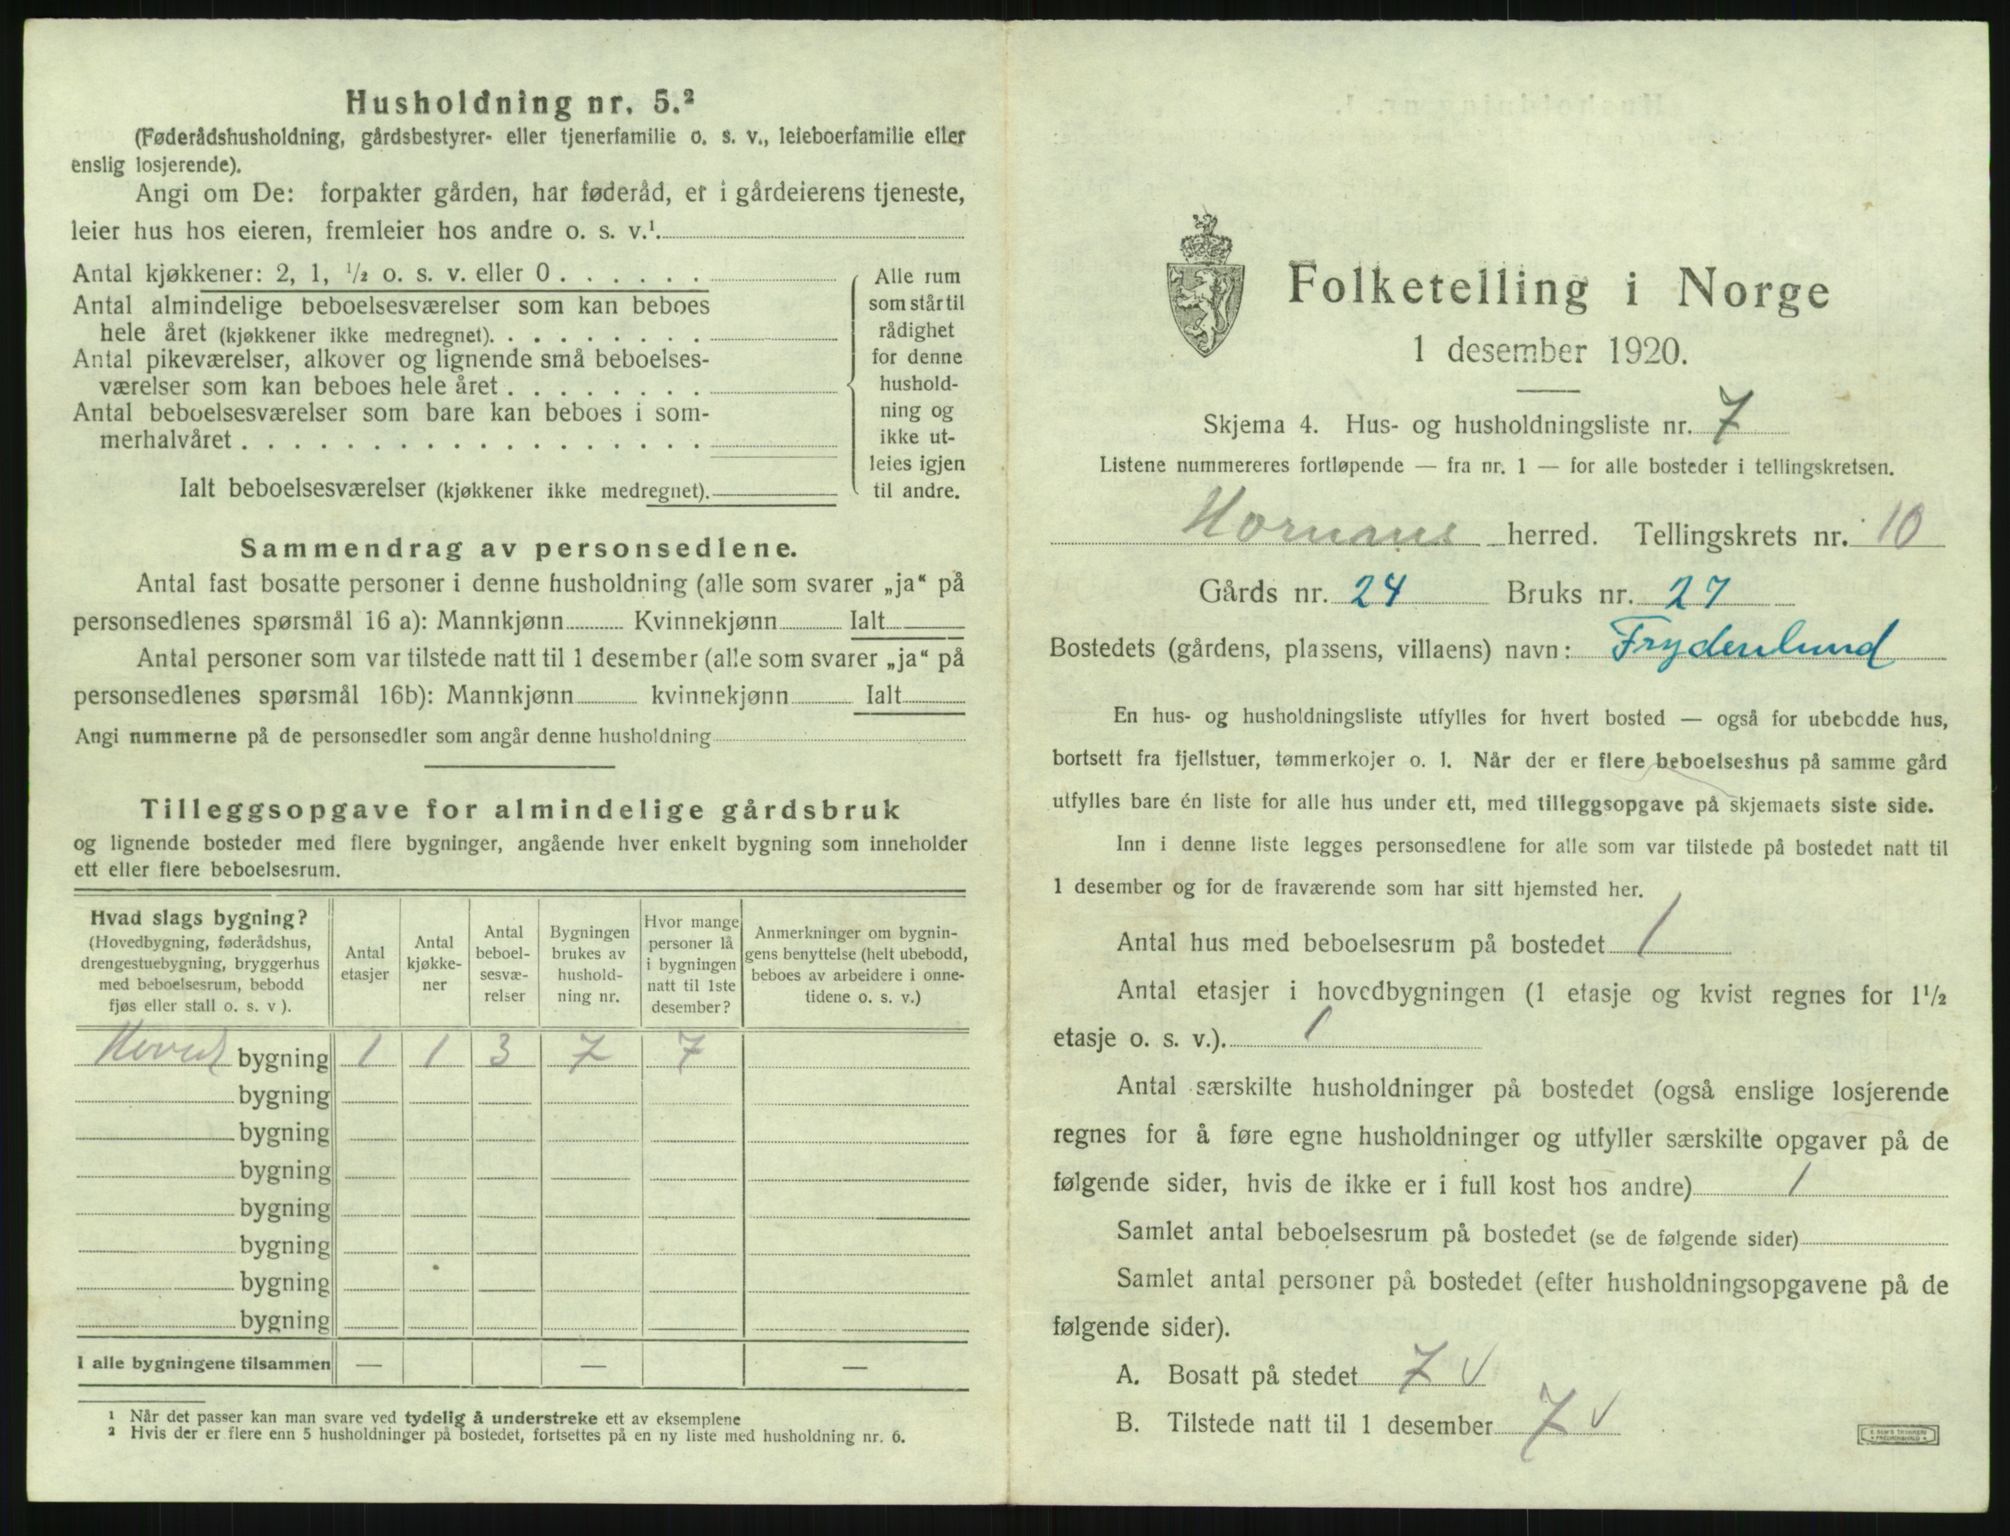 Husholdning nr. 5.²
(Føderådshusholdning, gårdsbestyrer- eller tjenerfamilie o. s. v., leieboerfamilie eller
enslig losjerende).
Angi om De: forpakter gården, har føderåd, er i gårdeierens tjeneste,
leier hus hos eieren, fremleier hos andre o. s. v.¹.
Antal kjøkkener: 2, 1, ½ o. s. v. eller 0 . . . . . .
Antal almindelige beboelsesværelser som kan beboes
hele året (kjøkkener ikke medregnet). . . . . . . . .
Antal pikeværelser, alkover og lignende små beboelses-
værelser som kan beboes hele året . . . . . . . .
Antal beboelsesværelser som bare kan beboes i som-
merhalvåret . . . . . . . . . . . . . . . . . .
Ialt beboelsesværelser (kjøkkener ikke medregnet).
Alle rum
som står til
rådighet
for denne
hushold-
ning og
ikke ut-
leies igjen
til andre.
Sammendrag av personsedlene.
Antal fast bosatte personer i denne husholdning (alle som svarer „ja“ på
personsedlenes spørsmål 16 a): Mannkjønn Kvinnekjønn Ialt
Antal personer som var tilstede natt til 1 desember (alle som svarer „ja“ på
personsedlenes spørsmål 16b): Mannkjønn kvinnekjønn Ialt
Angi nummerne på de personsedler som angår denne husholdning
Tilleggsopgave for almindelige gårdsbruk
og lignende bosteder med flere bygninger, angående hver enkelt bygning som inneholder
ett eller flere beboelsesrum.
Hvad slags bygning?
(Hovedbygning, føderådshus,
drengestuebygning, bryggerhus
med beboelsesrum, bebodd
fjøs eller stall o. s. v ).
Antal
etasjer
Antal
kjøkke-
ner
Antal
beboel-
sesvæ-
relser
Bygningen
brukes av
hushold-
ning nr.
Hvor mange
personer lå
i bygningen
natt til 1ste
desember?
Anmerkninger om bygnin-
gens benyttelse (helt ubebodd,
beboes av arbeidere i onne-
tidene o. s. v.)
Hoved bygning 1 1 3 7 7
bygning
bygning
bygning
bygning
bygning
bygning
bygning
I alle bygningene tilsammen — — —
¹ Når det passer kan man svare ved tydelig å understreke ett av eksemplene
² Hvis der er flere enn 5 husholdninger på bostedet, fortsettes på en ny liste med husholdning nr. 6.
Folketelling i Norge
1 desember 1920.
Skjema 4. Hus- og husholdningsliste nr. 7
Listene nummereres fortløpende — fra nr. 1 — for alle bosteder i tellingskretsen.
Hornanes herred. Tellingskrets nr. 10
Gårds nr. 24 Bruks nr. 27
Bostedets (gårdens, plassens, villaens) navn: Frydenlund
En hus- og husholdningsliste utfylles for hvert bosted — også for ubebodde hus,
bortsett fra fjellstuer, tømmerkojer o. l. Når der er flere beboelseshus på samme gård
utfylles bare én liste for alle hus under ett, med tilleggsopgave på skjemaets siste side.
Inn i denne liste legges personsedlene for alle som var tilstede på bostedet natt til
1 desember og for de fraværende som har sitt hjemsted her.
Antal hus med beboelsesrum på bostedet 1
Antal etasjer i hovedbygningen (1 etasje og kvist regnes for 1½
etasje o. s. v.). 1
Antal særskilte husholdninger på bostedet (også enslige losjerende
regnes for å føre egne husholdninger og utfyller særskilte opgaver på de
følgende sider, hvis de ikke er i full kost hos andre) 1
Samlet antal beboelsesrum på bostedet (se de følgende sider)
Samlet antal personer på bostedet (efter husholdningsopgavene på de
følgende sider).
A. Bosatt på stedet 7 v
B. Tilstede natt til 1 desember 7 v